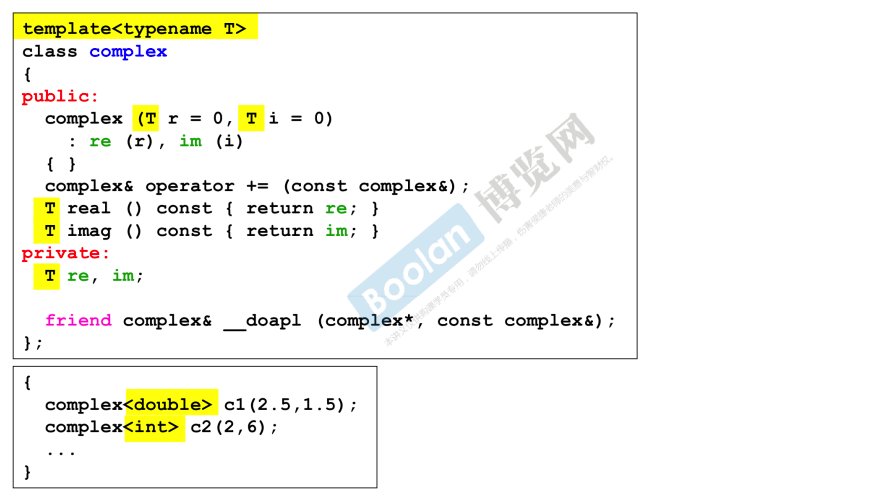 template<typename T>
class complex
{
public:
  complex (T r = 0, T i = 0)
    : re (r), im (i)
  { }
  complex& operator += (const complex&);
  T real () const { return re; }
  T imag () const { return im; }
private:
  T re, im;
  friend complex& __doapl (complex*, const complex&);
};
{
  complex<double> c1(2.5,1.5);
  complex<int> c2(2,6);
  ...
}
Boolan 博览网